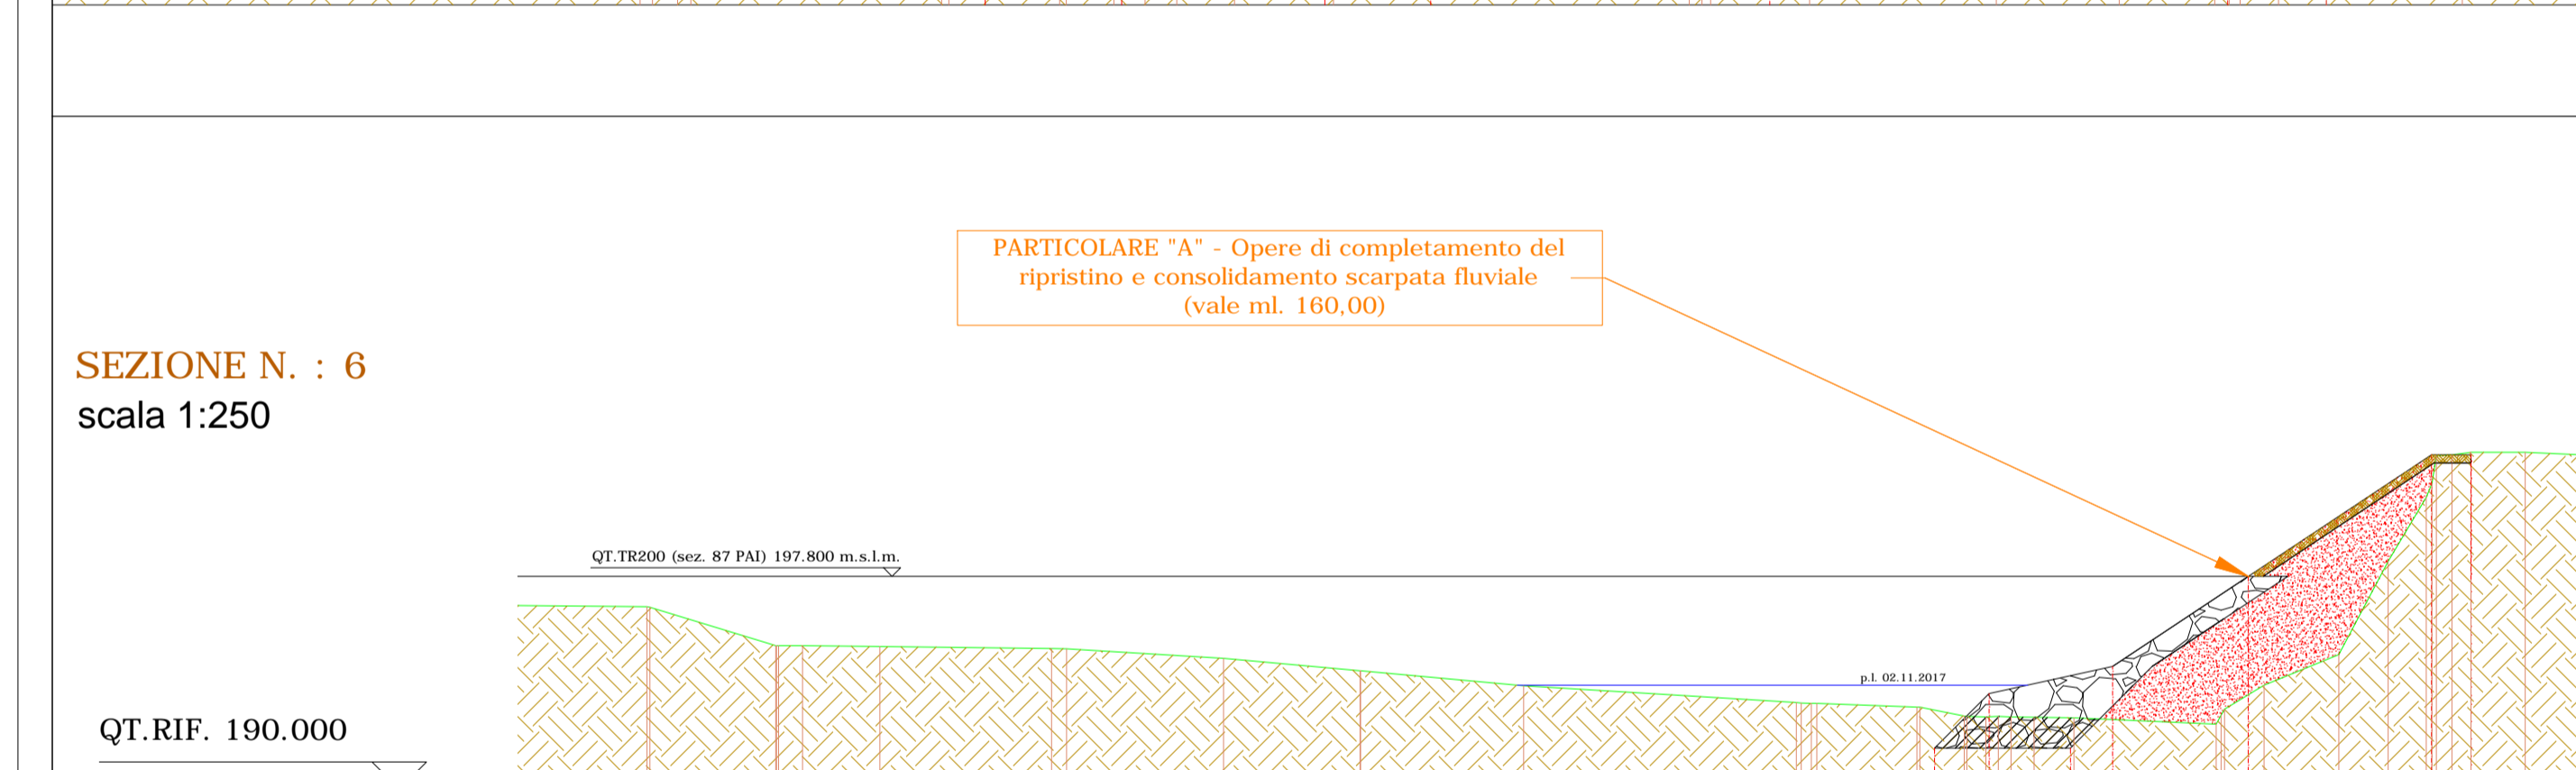 PARTICOLARE "A" - Opere di completamento del
ripristino e consolidamento scarpata fluviale
(vale ml. 160,00)
SEZIONE N. : 6
scala 1:250
QT.TR200 (sez. 87 PAI) 197.800 m.s.l.m.
p.l. 02.11.2017
QT.RIF. 190.000